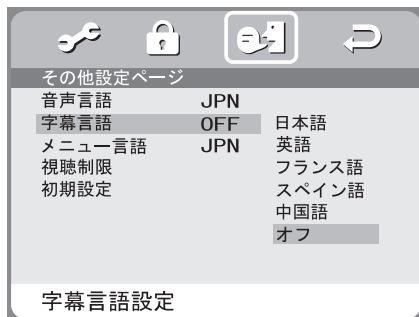 その他設定ページ
音声言語 JPN
字幕言語 OFF 日本語
メニュー言語 JPN 英語
視聴制限 フランス語
初期設定 スペイン語
中国語
オフ
字幕言語設定